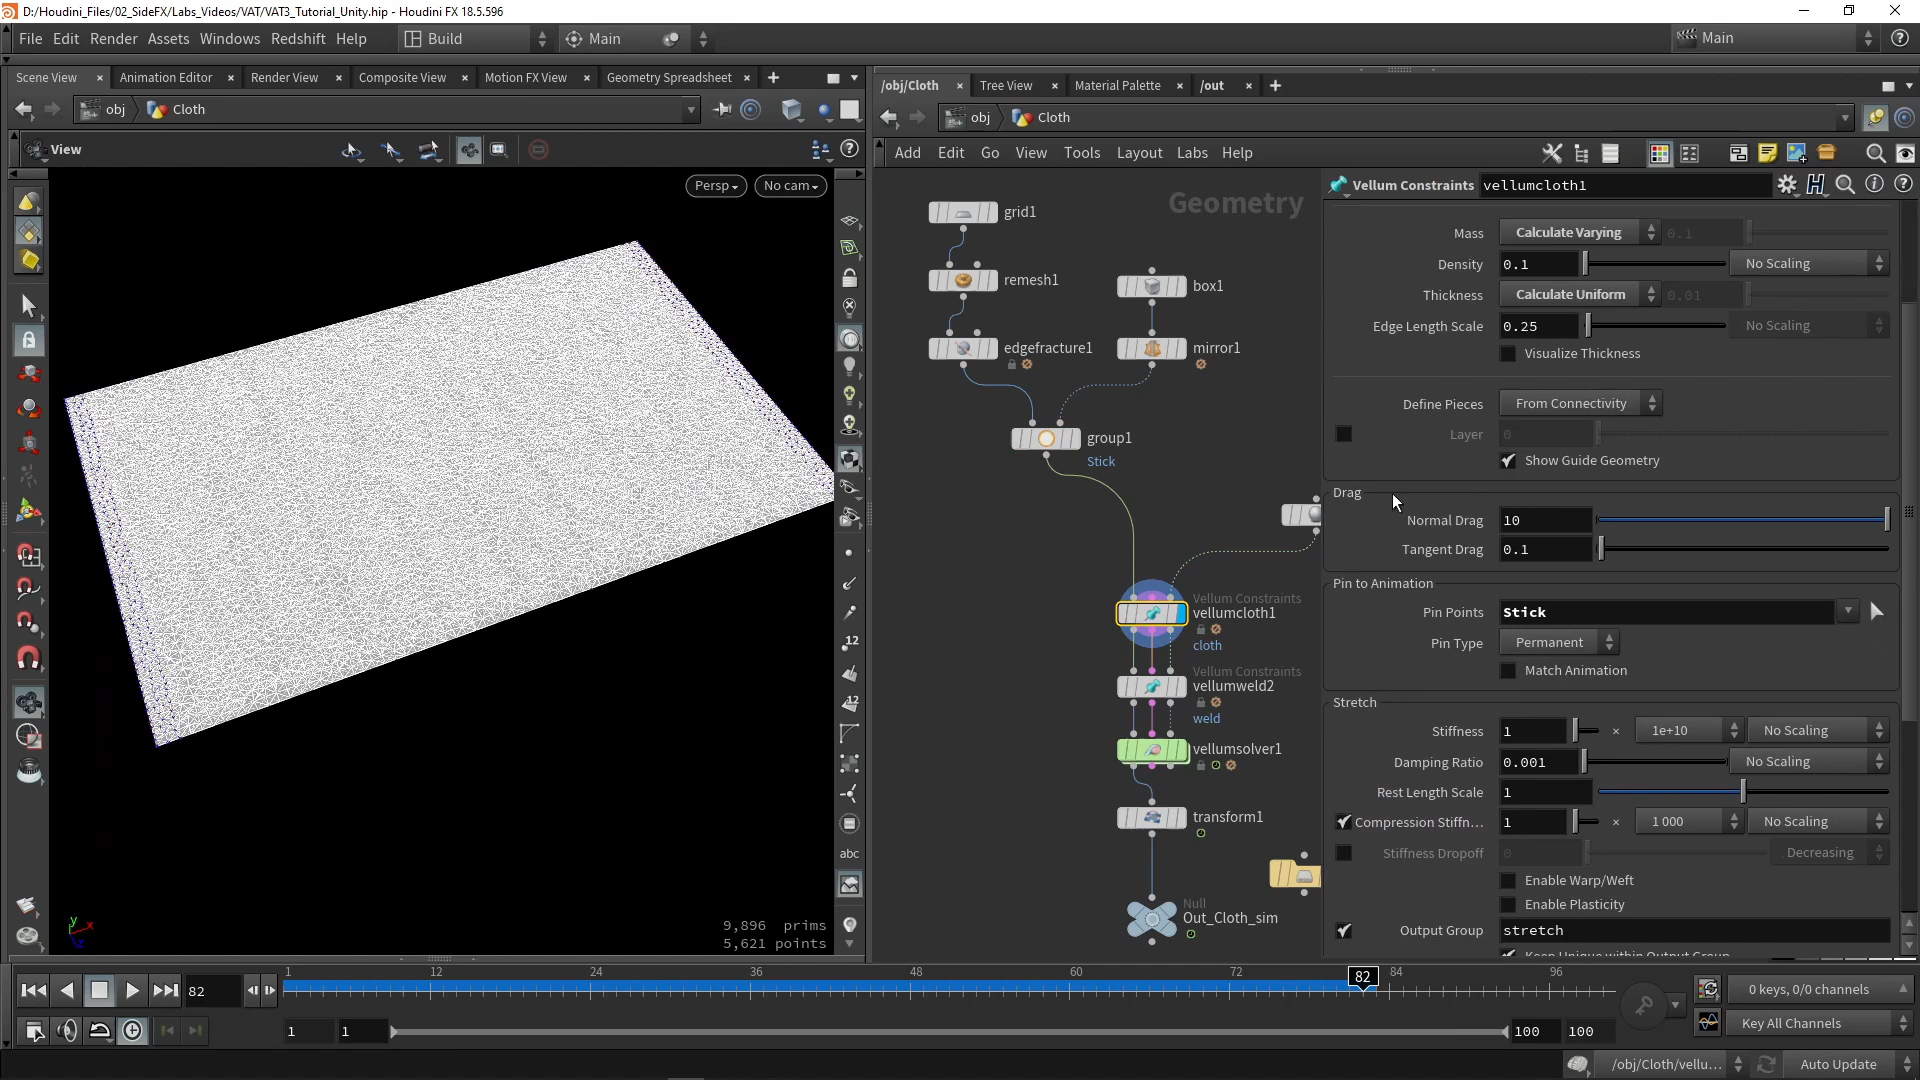 D:/Houdini_Files/02_SideFX/Labs_Videos/VAT/VAT3_Tutorial_Unity.hip - Houdini FX 18.5.596
File Edit Render Assets Windows Redshift Help
Build
Main
Main
Scene View
Animation Editor
Render View
Composite View
Motion FX View
Geometry Spreadsheet
obj
Cloth
View
Persp
No cam
12
12
abc
9,896 prims
5,621 points
y
x
z
/obj/Cloth
Tree View
Material Palette
/out
obj
Cloth
Add Edit Go View Tools Layout Labs Help
Geometry
grid1
remesh1
box1
edgefracture1
mirror1
group1
Stick
Vellum Constraints
vellumcloth1
cloth
Vellum Constraints
vellumweld2
weld
vellumsolver1
transform1
Null
Out_Cloth_sim
Vellum Constraints
vellumcloth1
Mass Calculate Varying 0.1
Density 0.1 No Scaling
Thickness Calculate Uniform 0.01
Edge Length Scale 0.25 No Scaling
Visualize Thickness
Define Pieces From Connectivity
Layer 0
Show Guide Geometry
Drag
Normal Drag 10
Tangent Drag 0.1
Pin to Animation
Pin Points Stick
Pin Type Permanent
Match Animation
Stretch
Stiffness 1 × 1e+10 No Scaling
Damping Ratio 0.001 No Scaling
Rest Length Scale 1
Compression Stiffn... 1 × 1000 No Scaling
Stiffness Dropoff 0 Decreasing
Enable Warp/Weft
Enable Plasticity
Output Group stretch
82
1 12 24 36 48 60 72 82 84 96
1 1 100 100
0 keys, 0/0 channels
Key All Channels
/obj/Cloth/vellu...
Auto Update